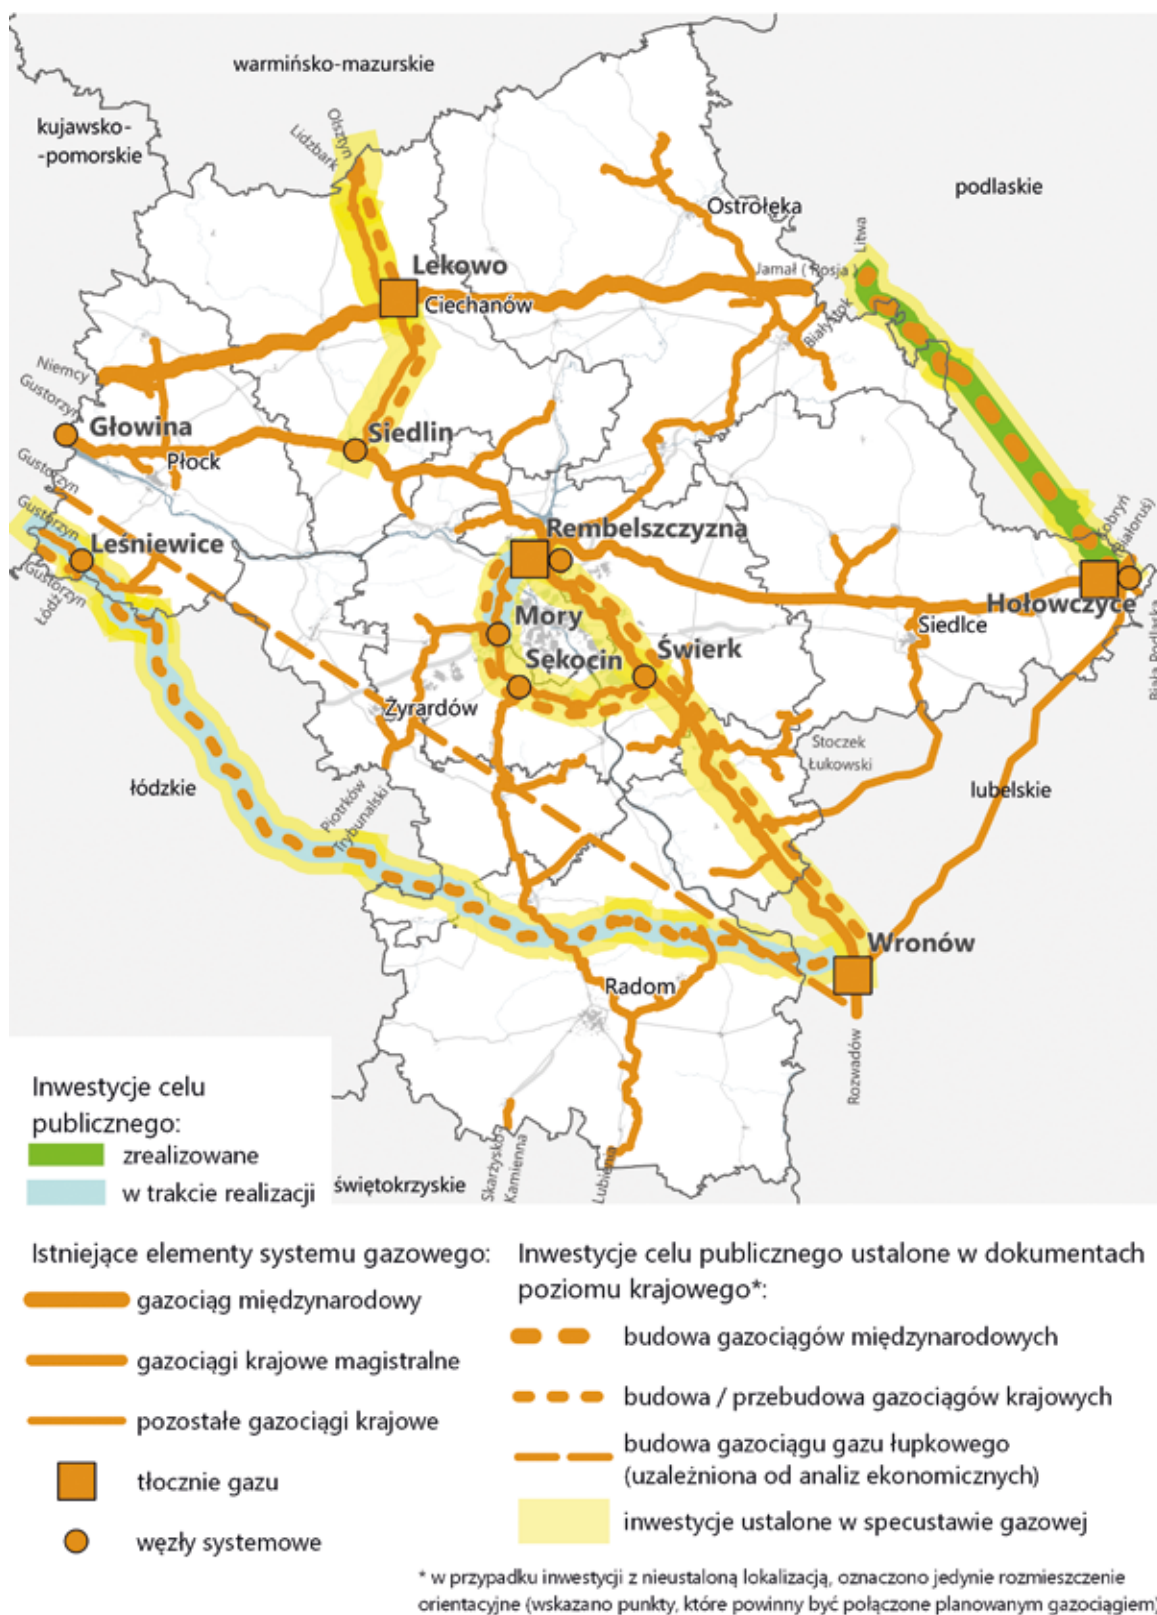 warmińsko-mazurskie
kujawsko-
-pomorskie
podlaskie
Olsztyn
Lidzbark
Ostrołęka
Litwa
Jamał ( Rosja )
Lekowo
Ciechanów
Białystok
Niemcy
Gustorzyn
Głowina
Siedlin
Płock
Gustorzyn
Gustorzyn
Leśniewice
Gustorzyn
Łódź
Rembelszczyzna
Kobryń
(Białoruś)
Hołowczyce
Siedlce
Biała Podlaska
Mory
Sękocin
Świerk
Żyrardów
Stoczek
Łukowski
łódzkie
Piotrków
Trybunalski
lubelskie
Wronów
Radom
Rozwadów
Skarżysko
Kamienna
Lubienia
świętokrzyskie
Inwestycje celu
publicznego:
zrealizowane
w trakcie realizacji
Istniejące elementy systemu gazowego:
gazociąg międzynarodowy
gazociągi krajowe magistralne
pozostałe gazociągi krajowe
tłocznie gazu
węzły systemowe
Inwestycje celu publicznego ustalone w dokumentach
poziomu krajowego*:
budowa gazociągów międzynarodowych
budowa / przebudowa gazociągów krajowych
budowa gazociągu gazu łupkowego
(uzależniona od analiz ekonomicznych)
inwestycje ustalone w specustawie gazowej
* w przypadku inwestycji z nieustaloną lokalizacją, oznaczono jedynie rozmieszczenie
orientacyjne (wskazano punkty, które powinny być połączone planowanym gazociągiem)